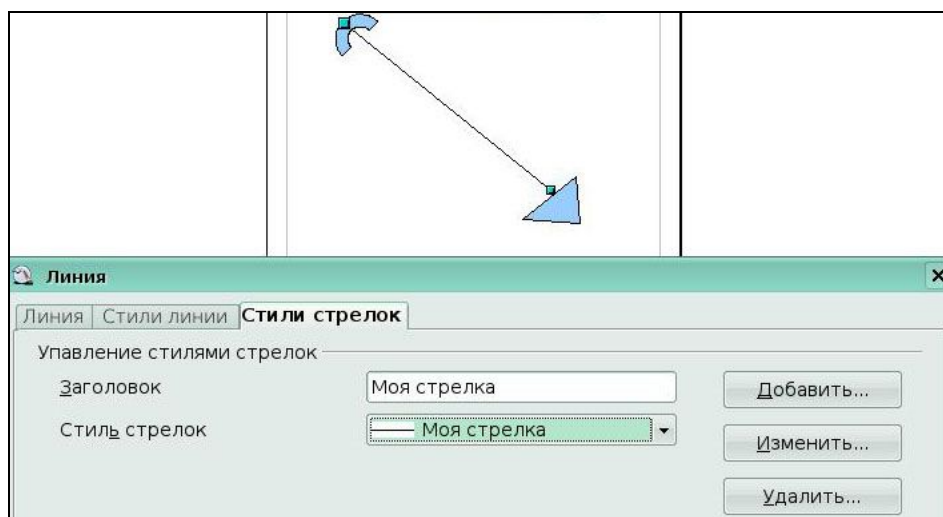 Линия
Линия Стили линии Стили стрелок
Упавление стилями стрелок
Заголовок Моя стрелка Добавить...
Стиль стрелок Моя стрелка Изменить...
Удалить...